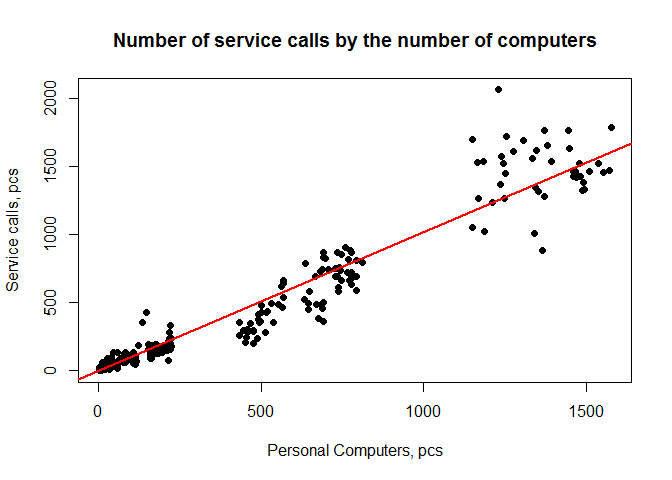 Number of service calls by the number of computers
Service calls, pcs
2000
1500
1000
500
0
0 500 1000 1500
Personal Computers, pcs